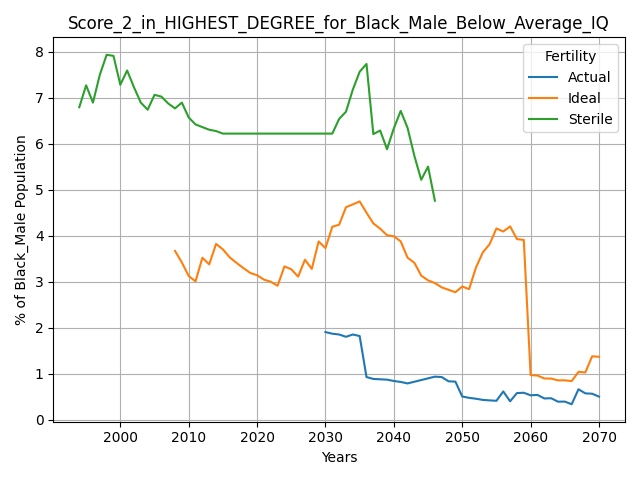 Score_2_in_HIGHEST_DEGREE_for_Black_Male_Below_Average_IQ
Fertility
Actual
Ideal
Sterile
% of Black_Male Population
8
7
6
5
4
3
2
1
0
2000
2010
2020
2030
2040
2050
2060
2070
Years